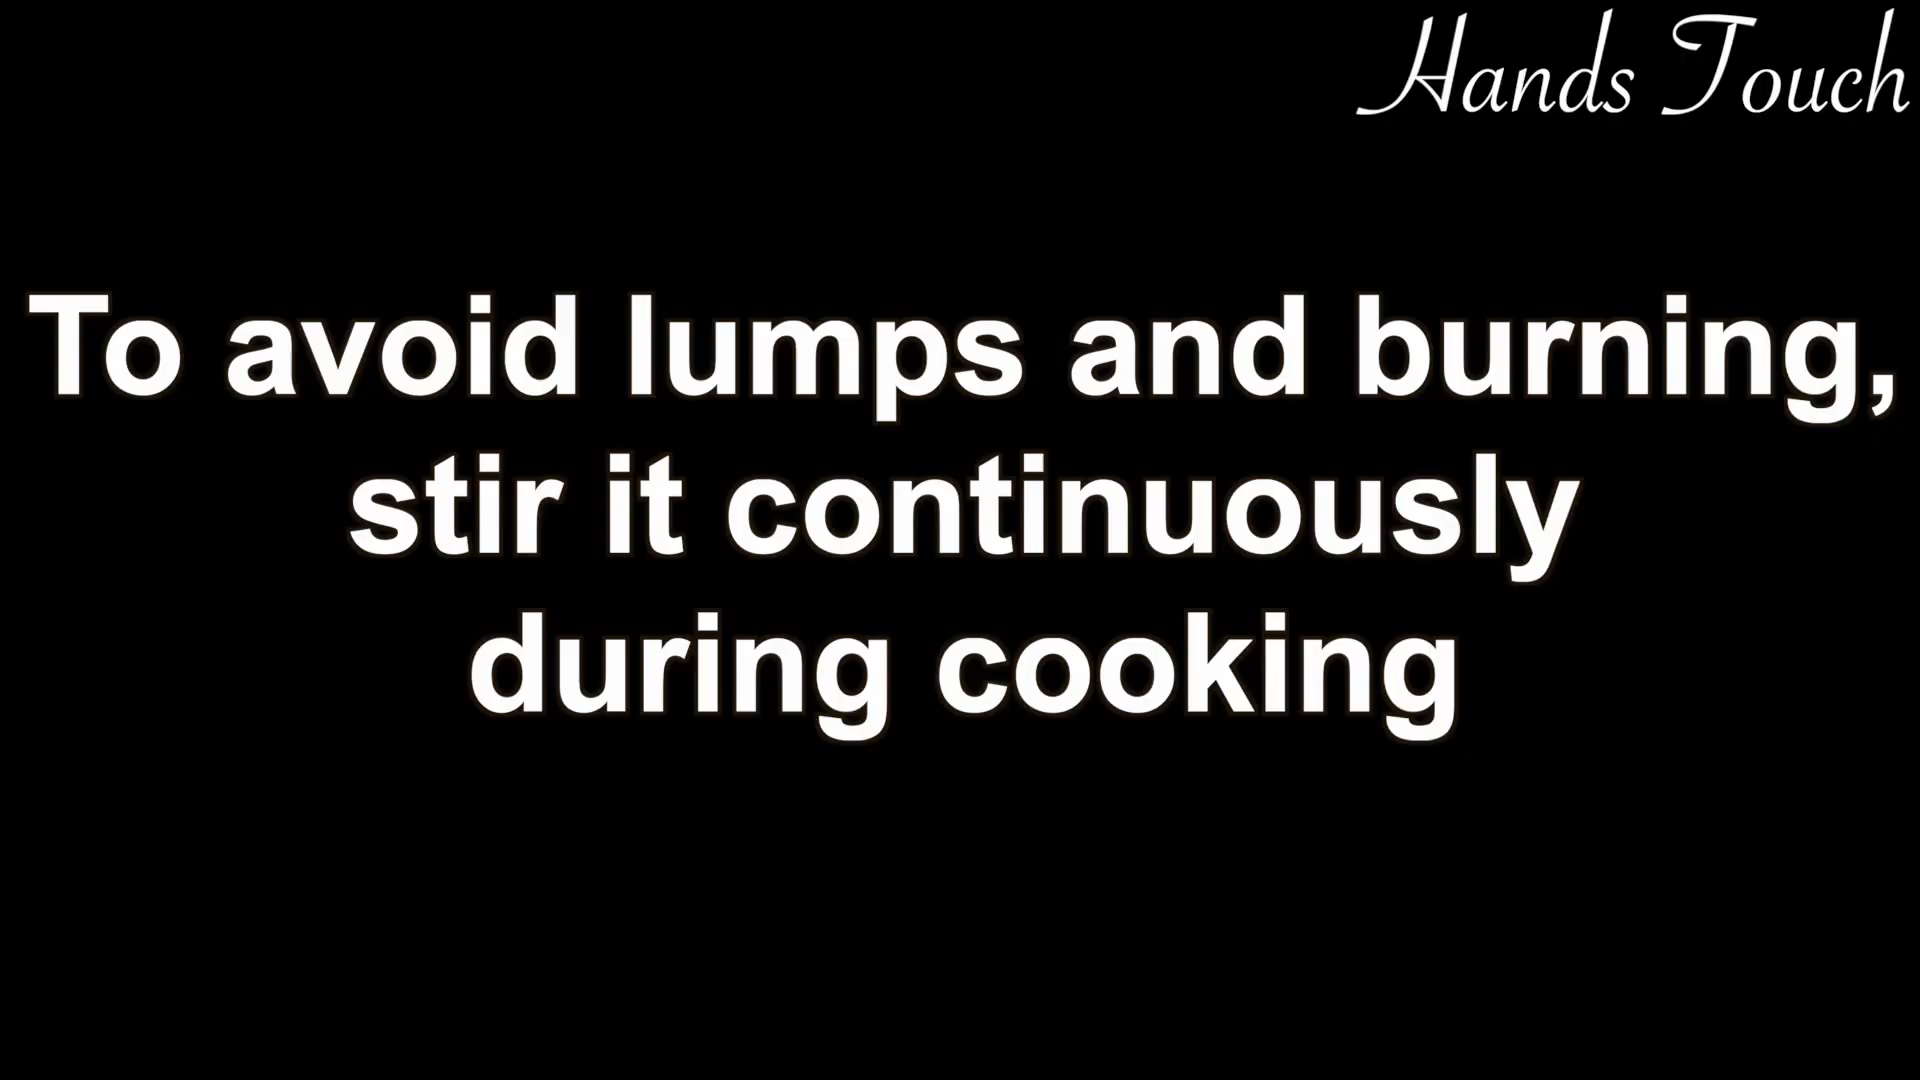 Hands Touch
To avoid lumps and burning,
stir it continuously
during cooking